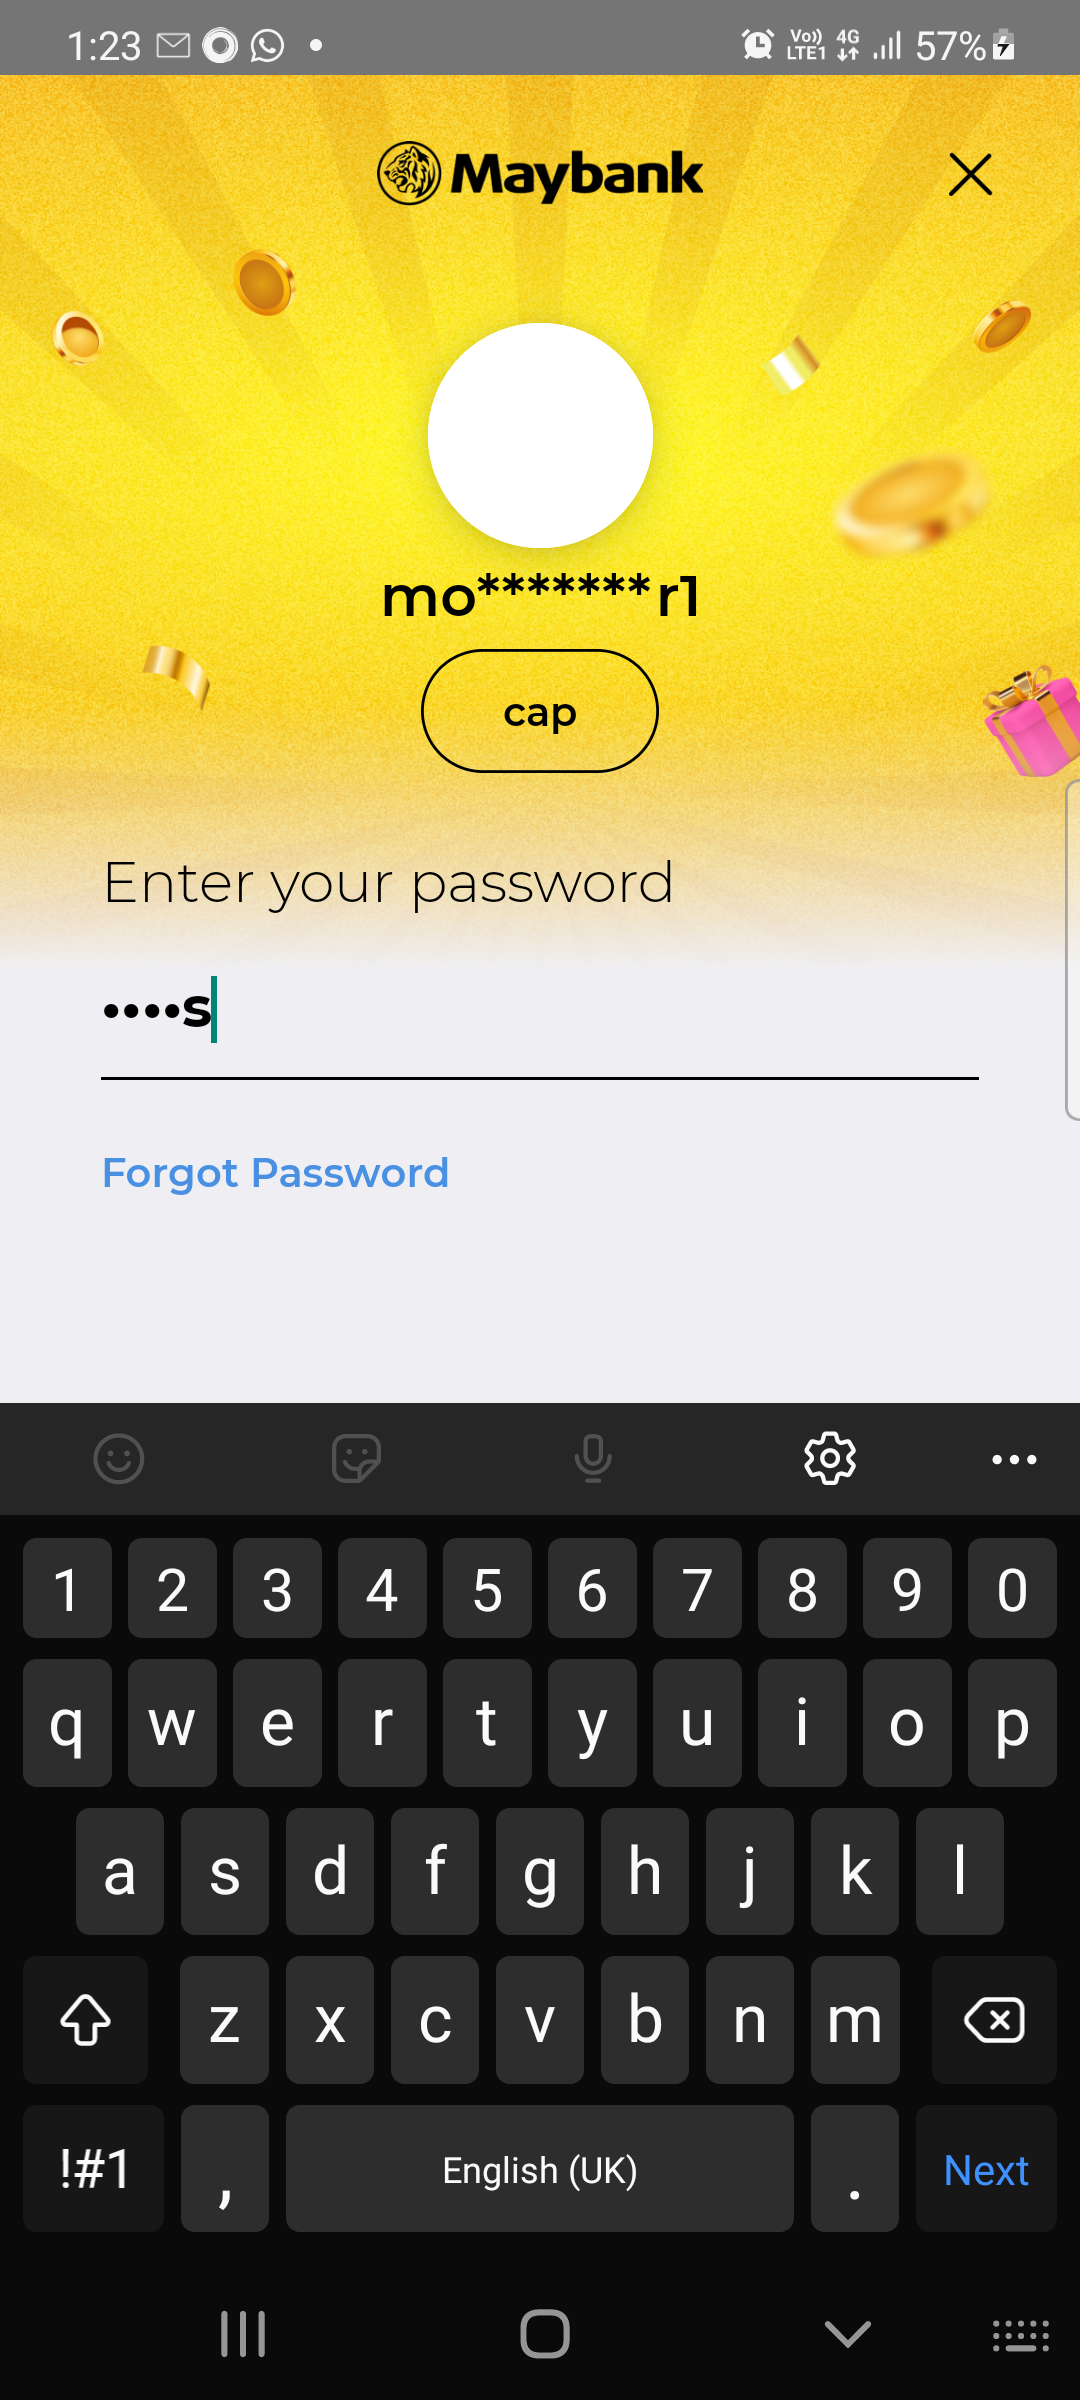 1:23 Vo)) LTE1 4G 57%
Maybank
mo*******r1
cap
Enter your password
••••s
Forgot Password
1 2 3 4 5 6 7 8 9 0
q w e r t y u i o p
a s d f g h j k l
z x c v b n m
!#1 , English (UK) . Next